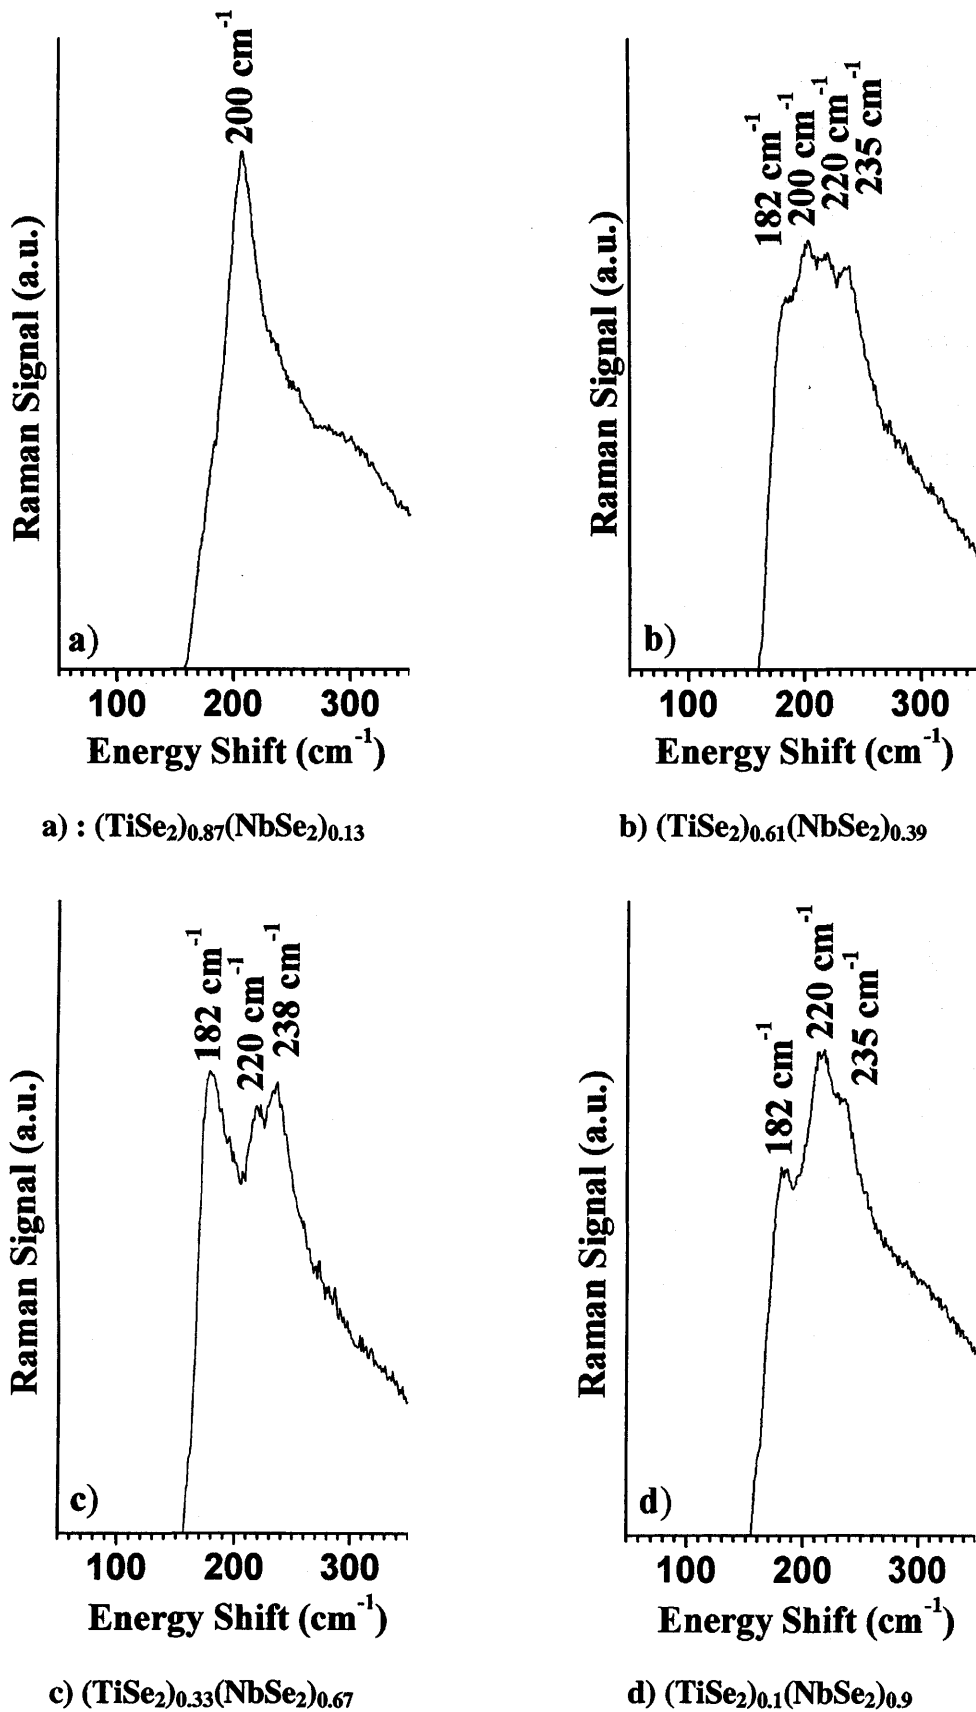 200 cm⁻¹
Raman Signal (a.u.)
a)
100 200 300
Energy Shift (cm⁻¹)
a) : (TiSe₂)₀.₈₇(NbSe₂)₀.₁₃
182 cm⁻¹
200 cm⁻¹
220 cm⁻¹
235 cm⁻¹
Raman Signal (a.u.)
b)
100 200 300
Energy Shift (cm⁻¹)
b) (TiSe₂)₀.₆₁(NbSe₂)₀.₃₉
182 cm⁻¹
220 cm⁻¹
238 cm⁻¹
Raman Signal (a.u.)
c)
100 200 300
Energy Shift (cm⁻¹)
c) (TiSe₂)₀.₃₃(NbSe₂)₀.₆₇
182 cm⁻¹
220 cm⁻¹
235 cm⁻¹
Raman Signal (a.u.)
d)
100 200 300
Energy Shift (cm⁻¹)
d) (TiSe₂)₀.₁(NbSe₂)₀.₉